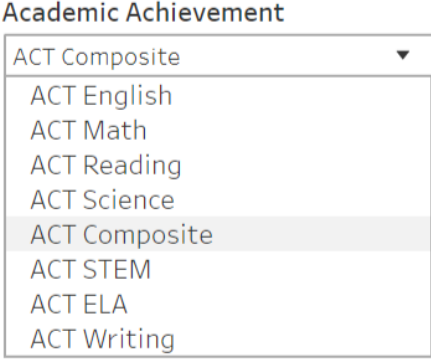 Academic Achievement
ACT Composite
ACT English
ACT Math
ACT Reading
ACT Science
ACT Composite
ACT STEM
ACT ELA
ACT Writing